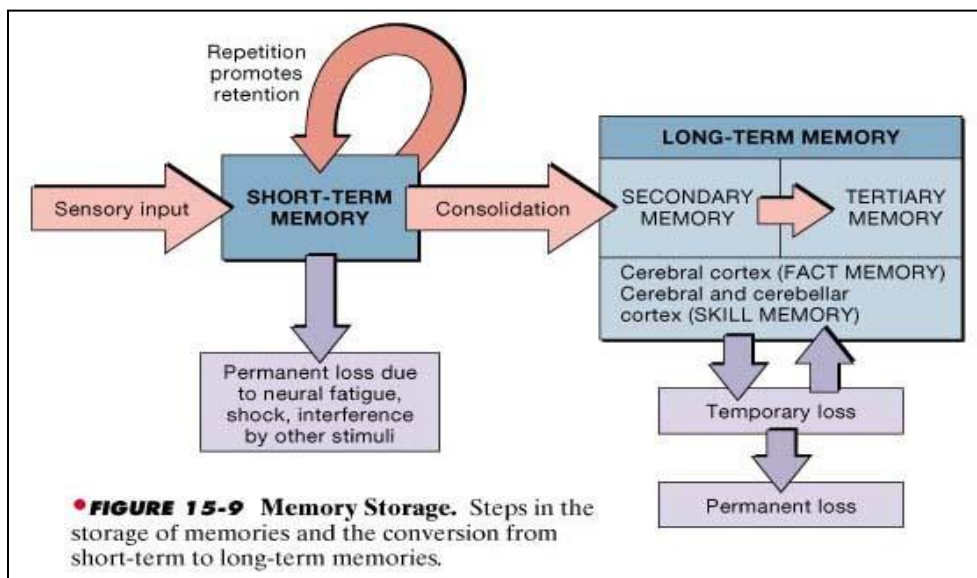 Repetition
promotes
retention
Sensory input
SHORT-TERM
MEMORY
Consolidation
LONG-TERM MEMORY
SECONDARY
MEMORY
TERTIARY
MEMORY
Cerebral cortex (FACT MEMORY)
Cerebral and cerebellar
cortex (SKILL MEMORY)
Permanent loss due
to neural fatigue,
shock, interference
by other stimuli
Temporary loss
Permanent loss
•FIGURE 15-9 Memory Storage. Steps in the
storage of memories and the conversion from
short-term to long-term memories.